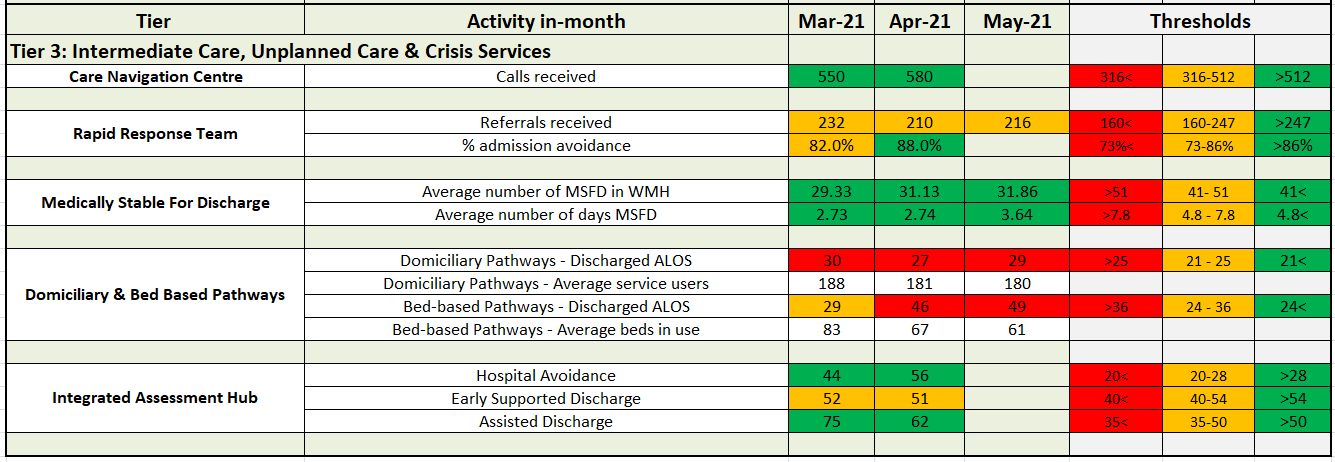 Tier Activity in-month Mar-21 Apr-21 May-21 Thresholds
Tier 3: Intermediate Care, Unplanned Care & Crisis Services
Care Navigation Centre Calls received 550 580 316< 316-512 >512
Rapid Response Team
Referrals received 232 210 216 160< 160-247 >247
% admission avoidance 82.0% 88.0% 73%< 73-86% >86%
Medically Stable For Discharge
Average number of MSFD in WMH 29.33 31.13 31.86 >51 41- 51 41<
Average number of days MSFD 2.73 2.74 3.64 >7.8 4.8 - 7.8 4.8<
Domiciliary & Bed Based Pathways
Domiciliary Pathways - Discharged ALOS 30 27 29 >25 21 - 25 21<
Domiciliary Pathways - Average service users 188 181 180
Bed-based Pathways - Discharged ALOS 29 46 49 >36 24 - 36 24<
Bed-based Pathways - Average beds in use 83 67 61
Integrated Assessment Hub
Hospital Avoidance 44 56 20< 20-28 >28
Early Supported Discharge 52 51 40< 40-54 >54
Assisted Discharge 75 62 35< 35-50 >50